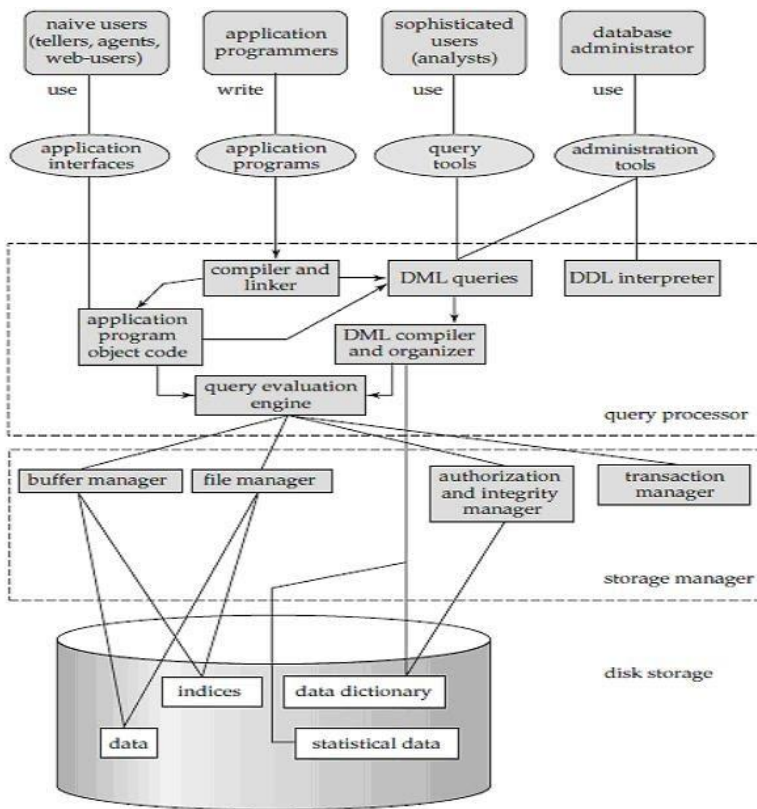 naive users
(tellers, agents,
web-users)
application
programmers
sophisticated
users
(analysts)
database
administrator
use
write
use
use
application
interfaces
application
programs
query
tools
administration
tools
compiler and
linker
DML queries
DDL interpreter
application
program
object code
DML compiler
and organizer
query evaluation
engine
query processor
buffer manager
file manager
authorization
and integrity
manager
transaction
manager
storage manager
disk storage
indices
data dictionary
data
statistical data